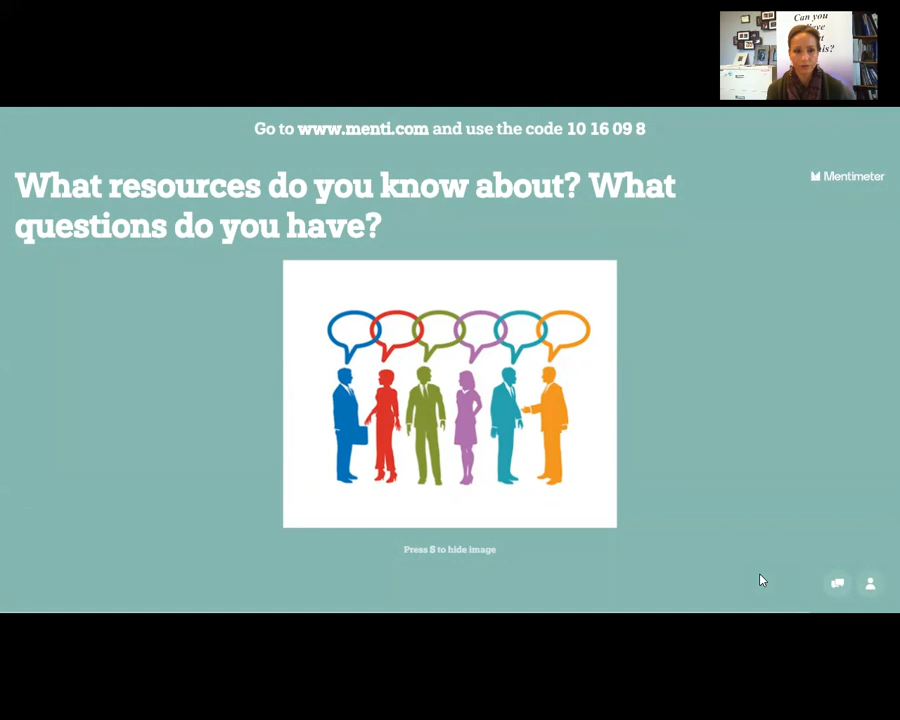 Can you
this?
Go to www.menti.com and use the code 10 16 09 8
What resources do you know about? What
questions do you have?
Mentimeter
Press S to hide image